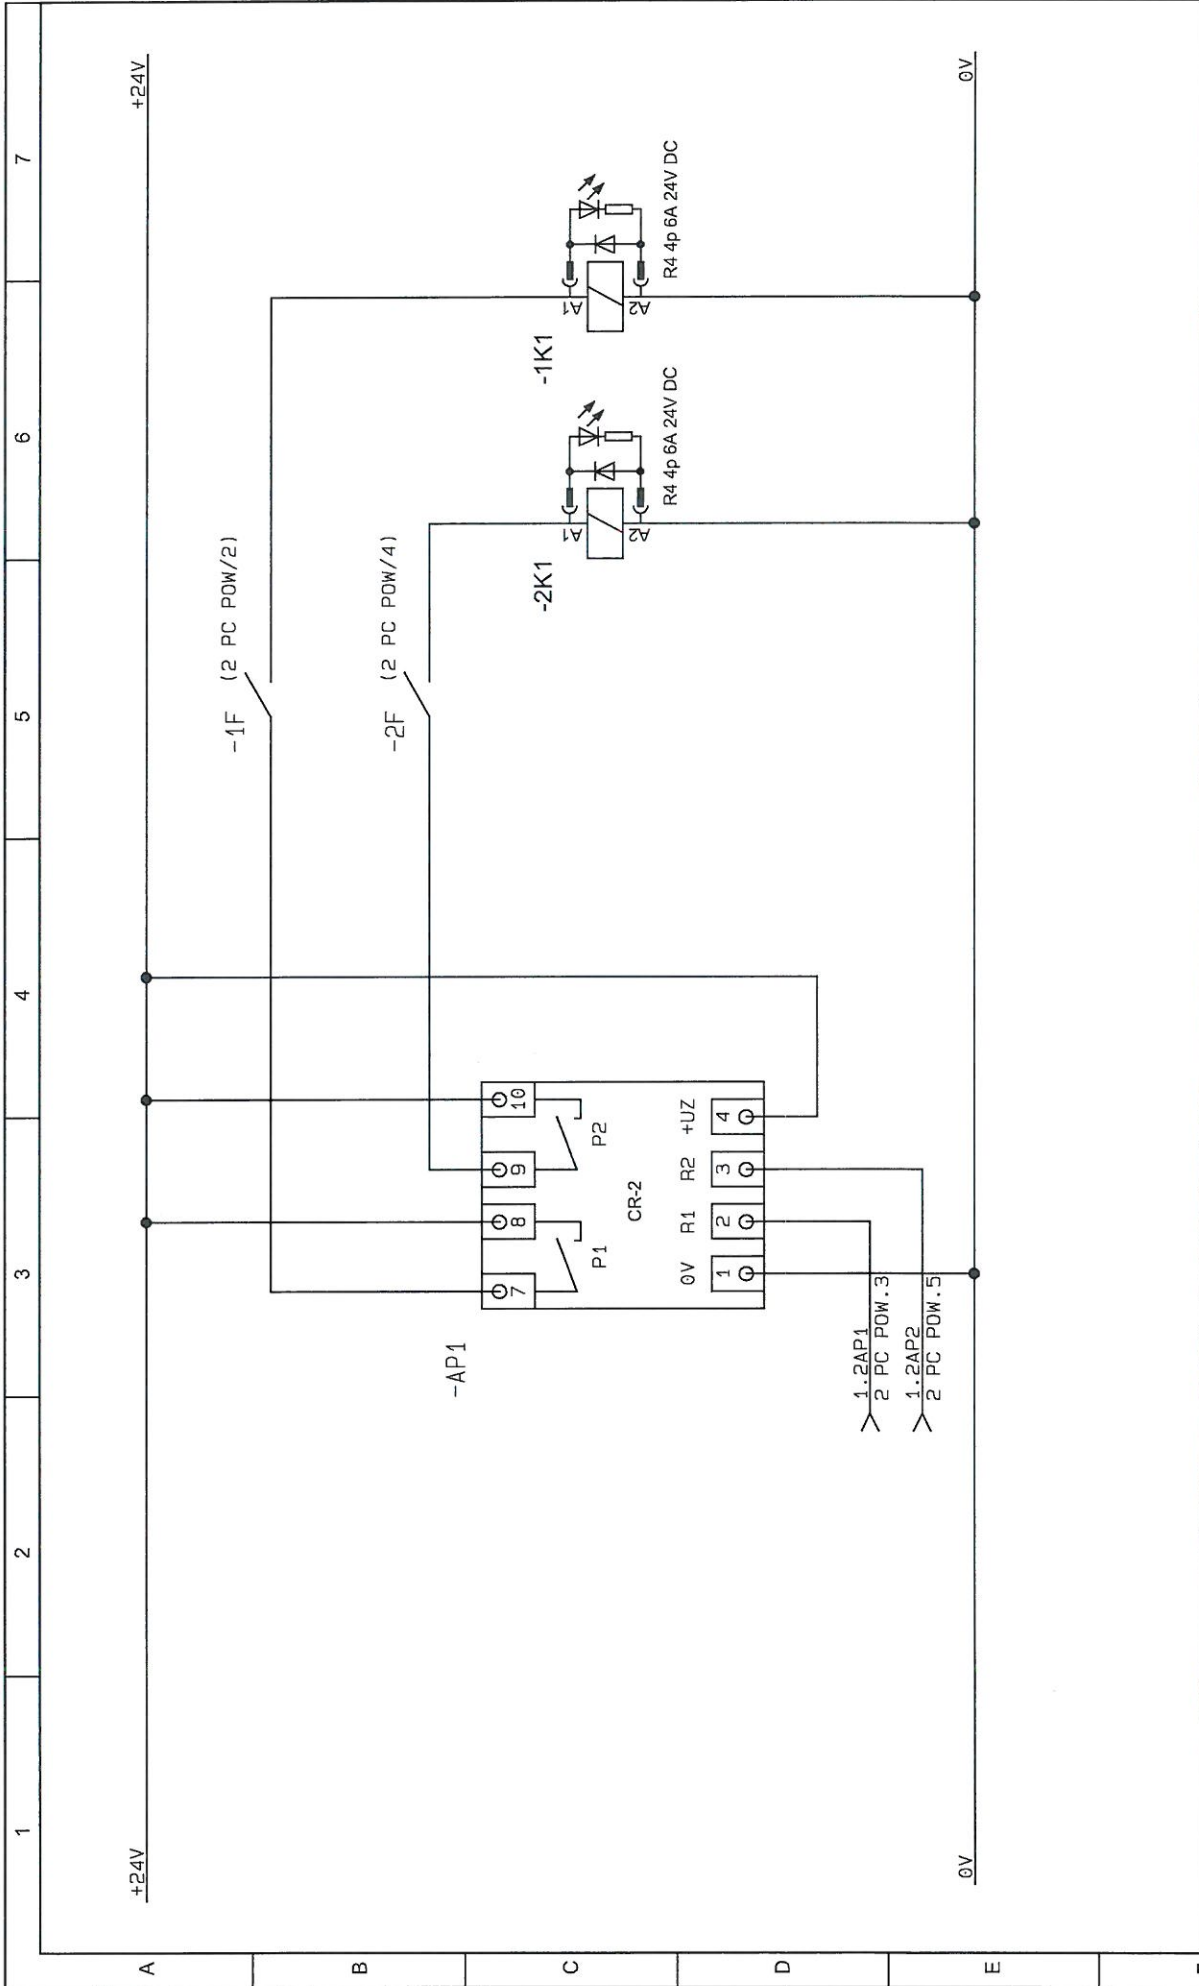 1
2
3
4
5
6
7
A
B
C
D
E
+24V
+24V
-1F
(2 PC POW/2)
-2F
(2 PC POW/4)
-AP1
7
8
9
10
P1
P2
CR-2
0V
R1
R2
+UZ
1
2
3
4
-2K1
A1
A2
R4 4p 6A 24V DC
-1K1
A1
A2
R4 4p 6A 24V DC
1.2AP1
2 PC POW.3
1.2AP2
2 PC POW.5
0V
0V